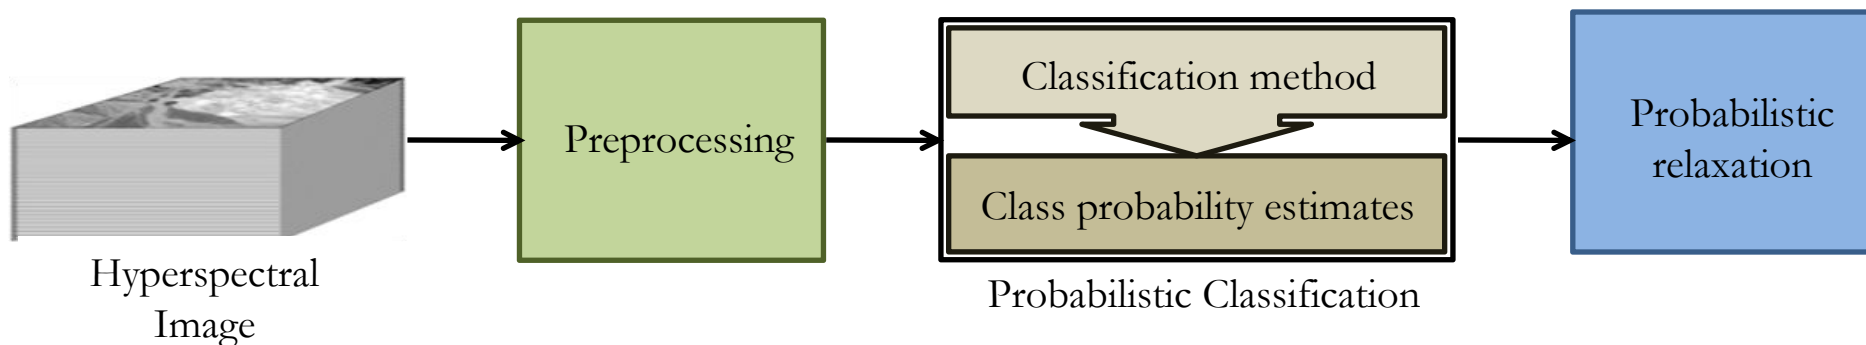 Hyperspectral
Image
Preprocessing
Classification method
Class probability estimates
Probabilistic Classification
Probabilistic
relaxation